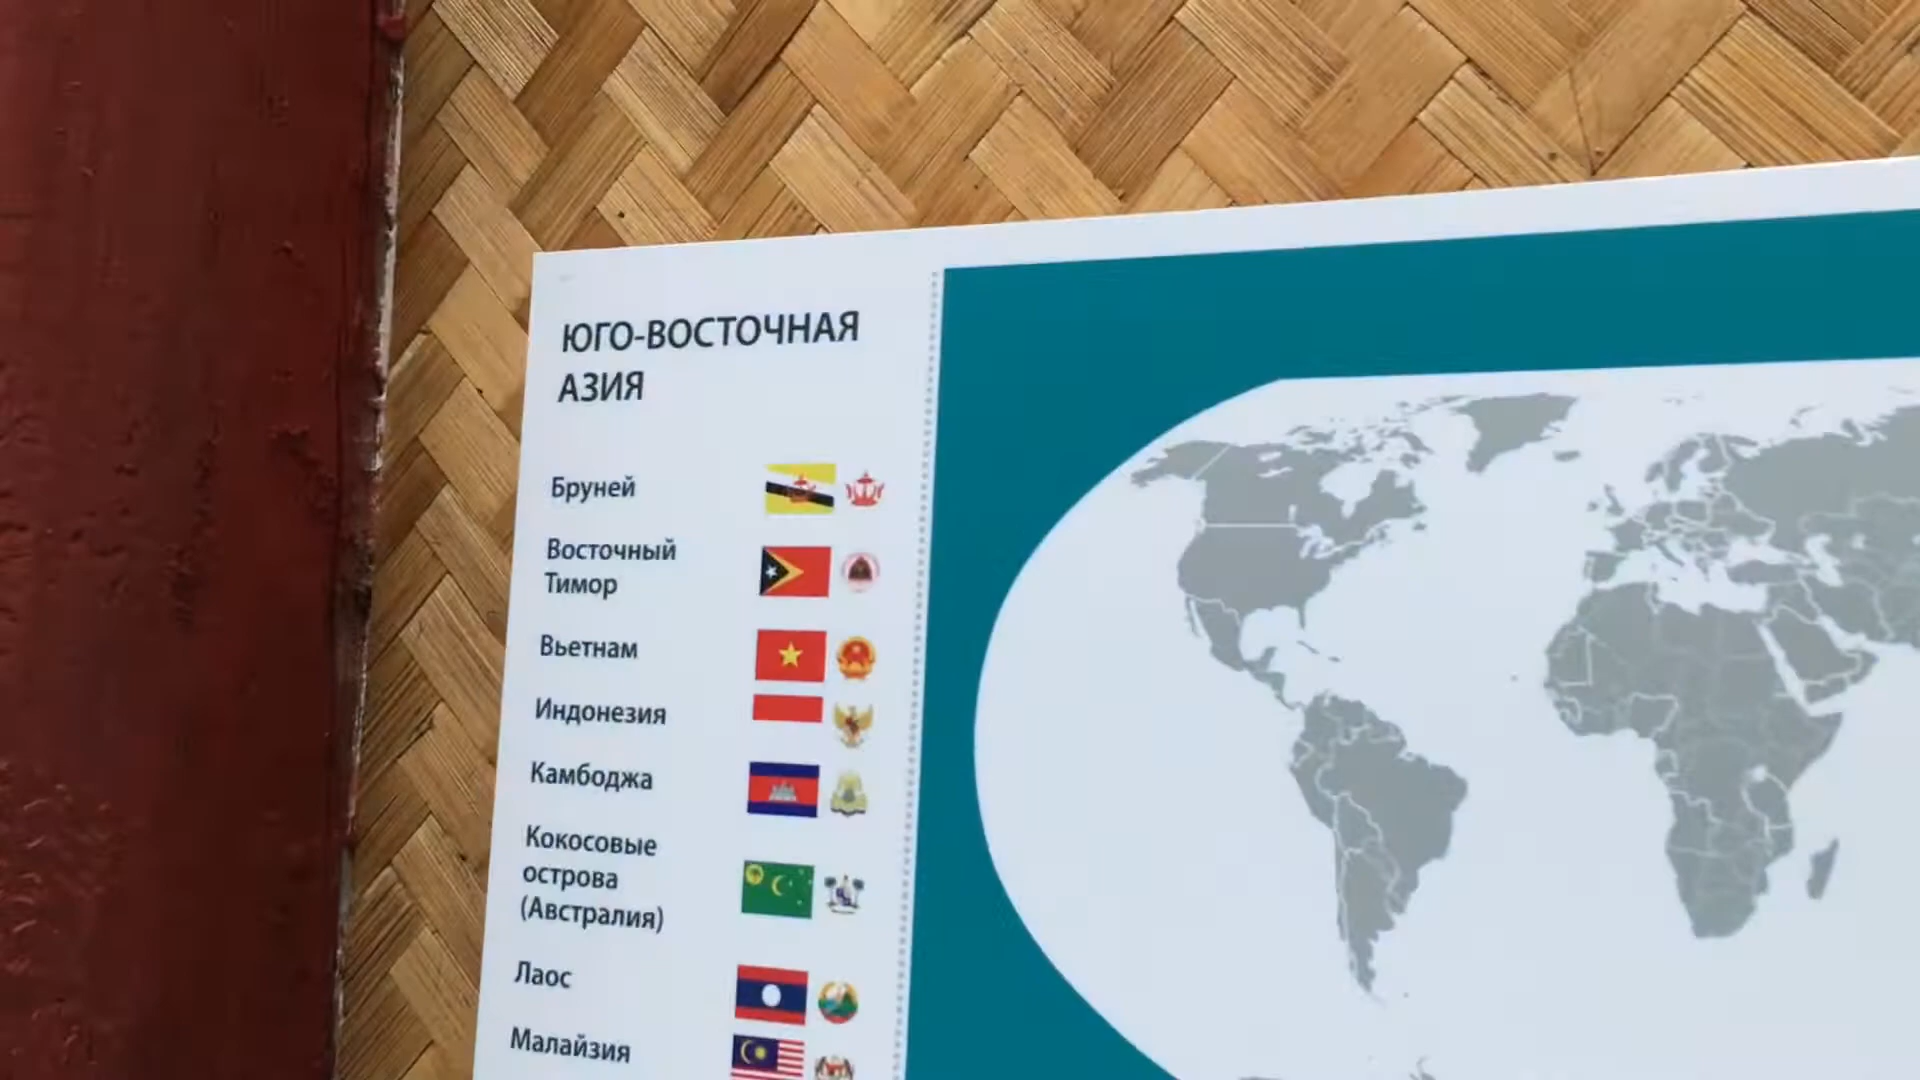 ЮГО-ВОСТОЧНАЯ
АЗИЯ
Бруней
Восточный
Тимор
Вьетнам
Индонезия
Камбоджа
Кокосовые
острова
(Австралия)
Лаос
Малайзия